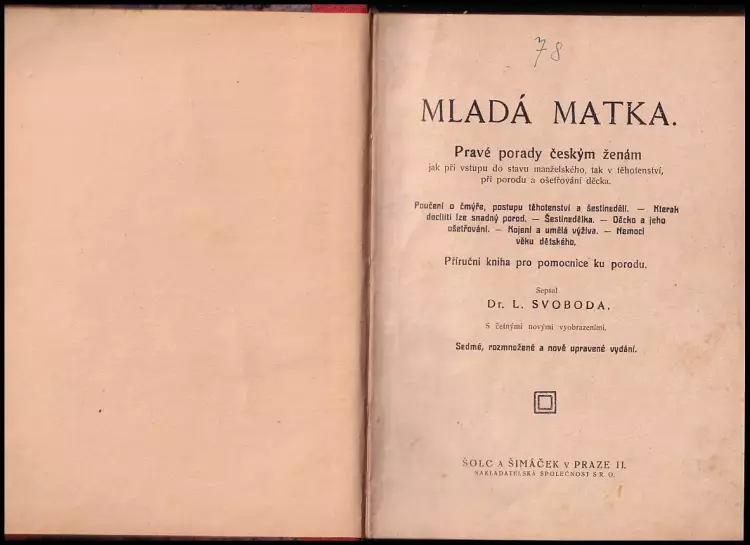 78
MLADÁ MATKA.
Pravé porady českým ženám
jak při vstupu do stavu manželského, tak v těhotenství,
při porodu a ošetřování děcka.
Poučení o čmýře, postupu těhotenství a šestinedělí. — Kterak
docíliti lze snadný porod. — Šestinedělka. — Děcko a jeho
ošetřování. — Kojení a umělá výživa. — Nemoci
věku dětského.
Příruční kniha pro pomocnice ku porodu.
Sepsal
Dr. L. SVOBODA.
S četnými novými vyobrazeními.
Sedmé, rozmnožené a nově upravené vydání.
ŠOLC A ŠIMÁČEK V PRAZE II.
NAKLADATELSKÁ SPOLEČNOST S R. O.